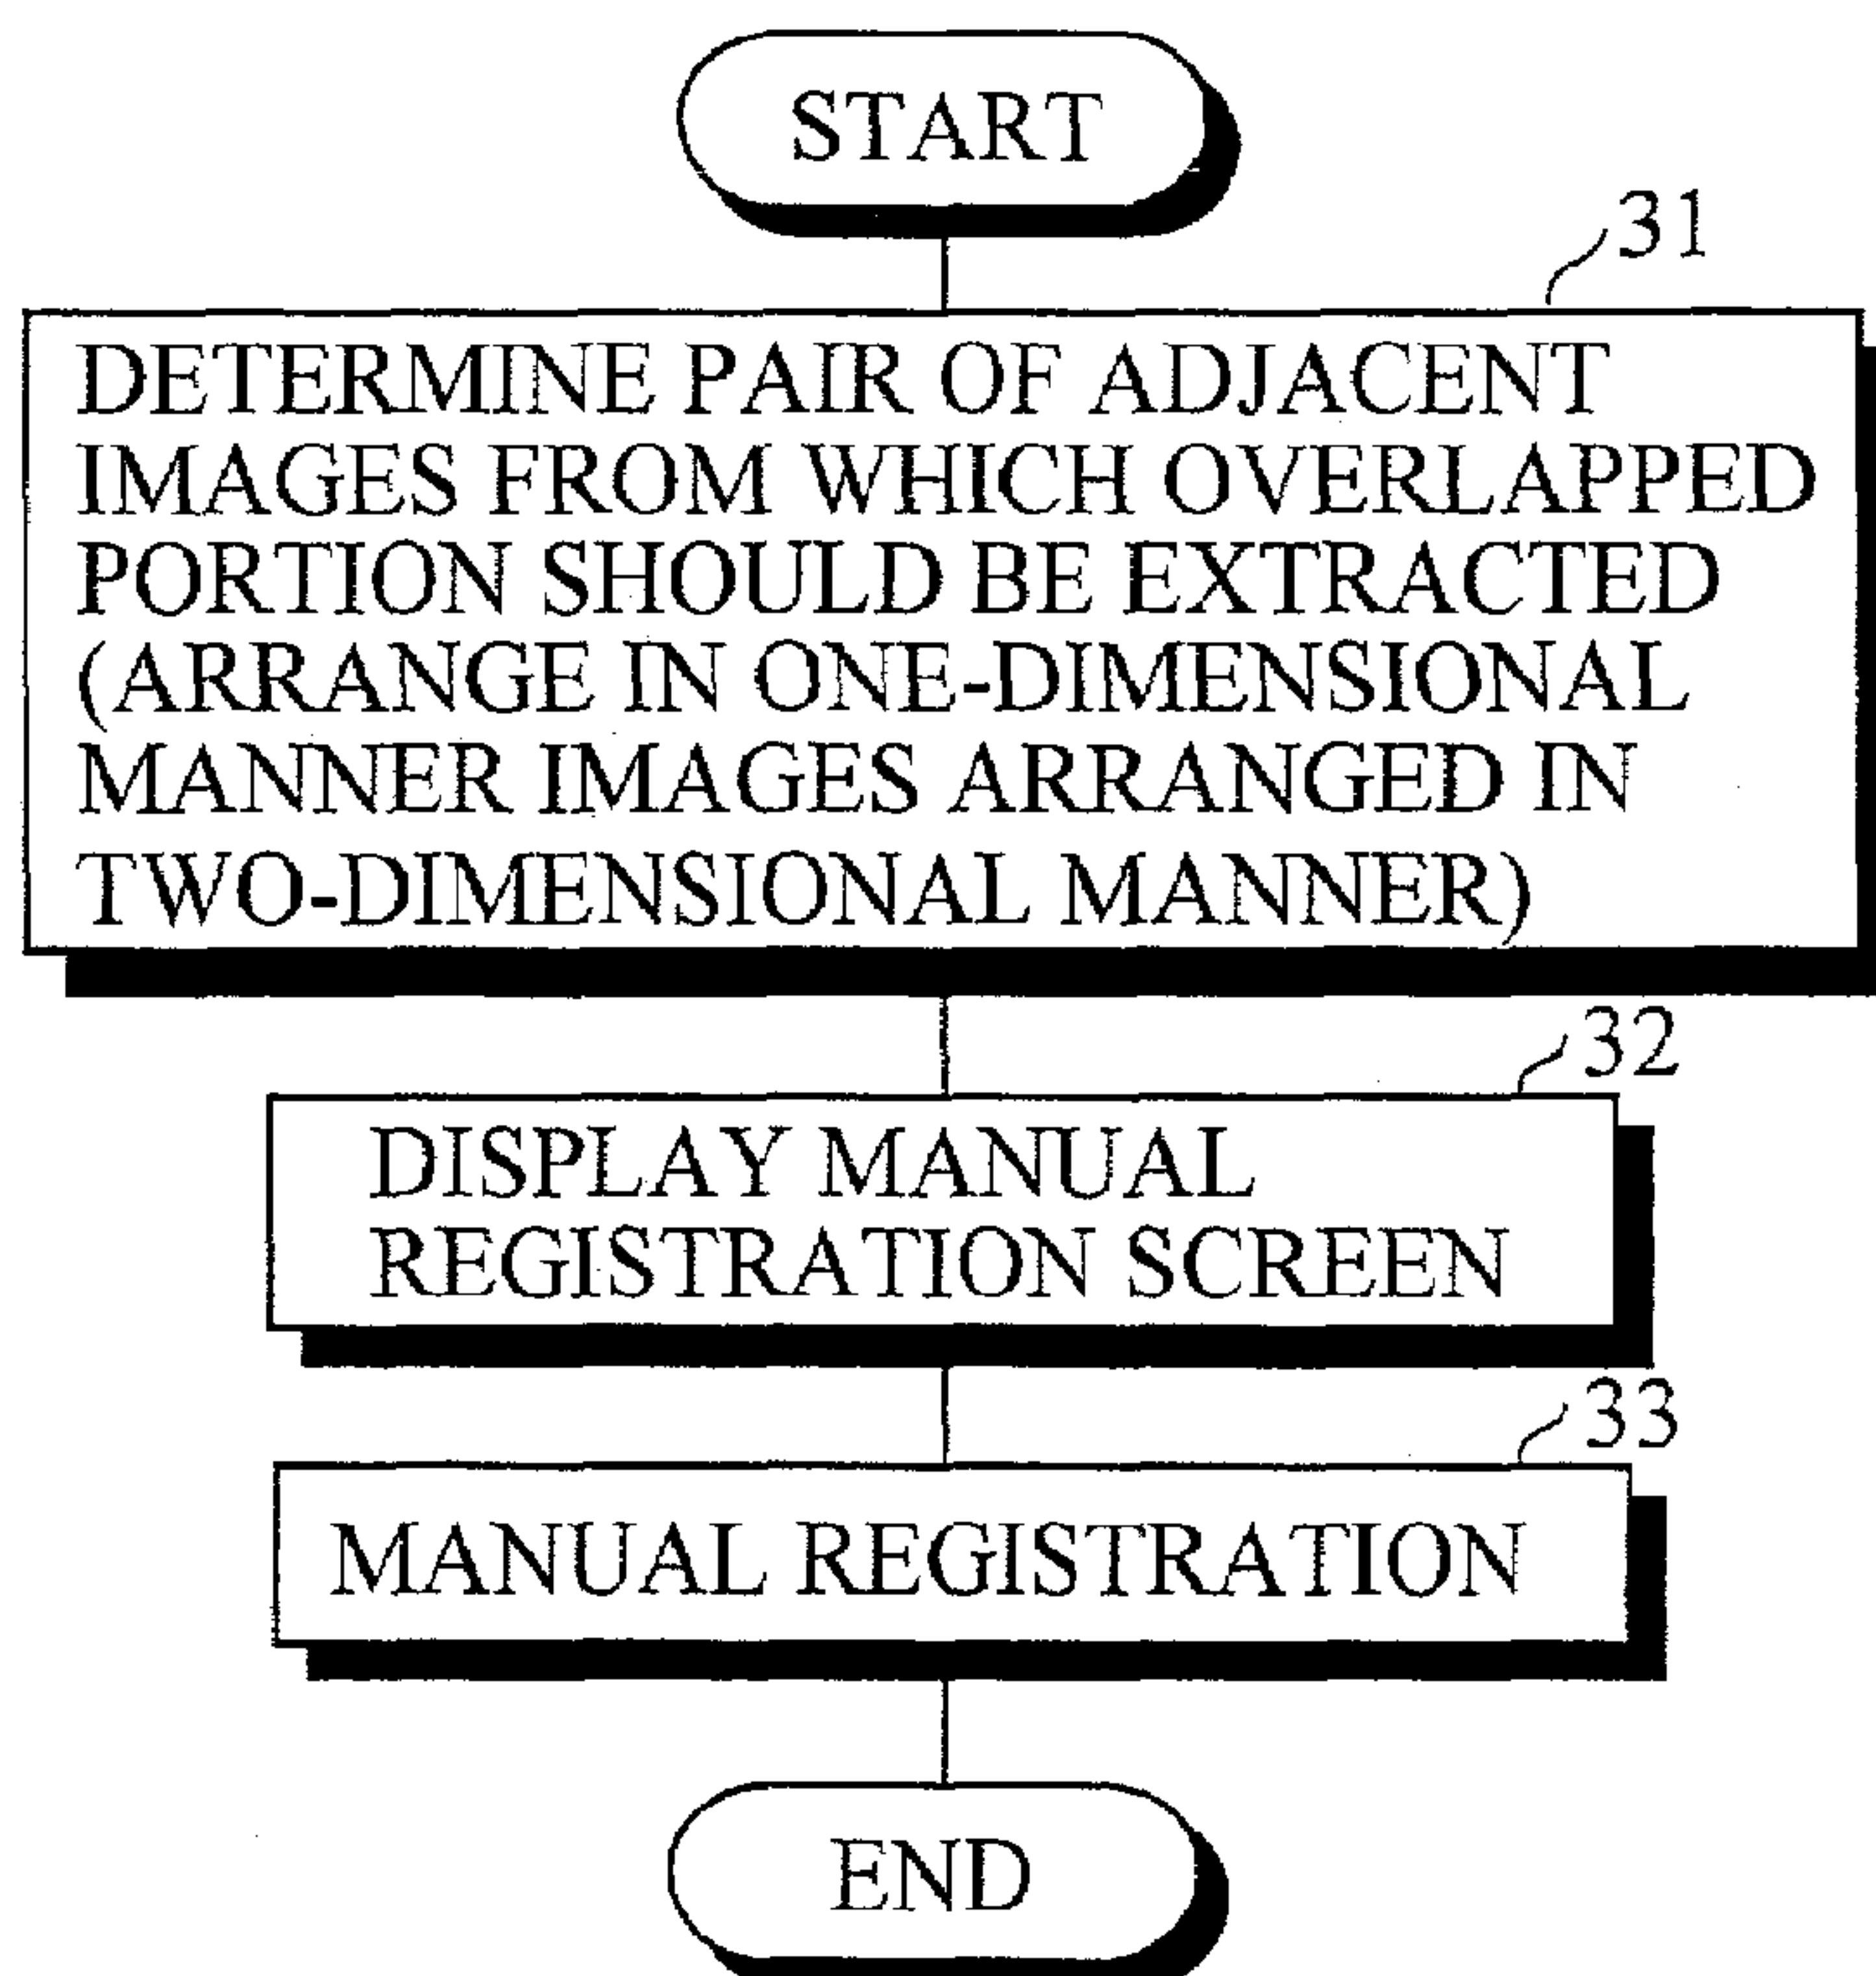 START
31
DETERMINE PAIR OF ADJACENT
IMAGES FROM WHICH OVERLAPPED
PORTION SHOULD BE EXTRACTED
(ARRANGE IN ONE-DIMENSIONAL
MANNER IMAGES ARRANGED IN
TWO-DIMENSIONAL MANNER)
32
DISPLAY MANUAL
REGISTRATION SCREEN
33
MANUAL REGISTRATION
END